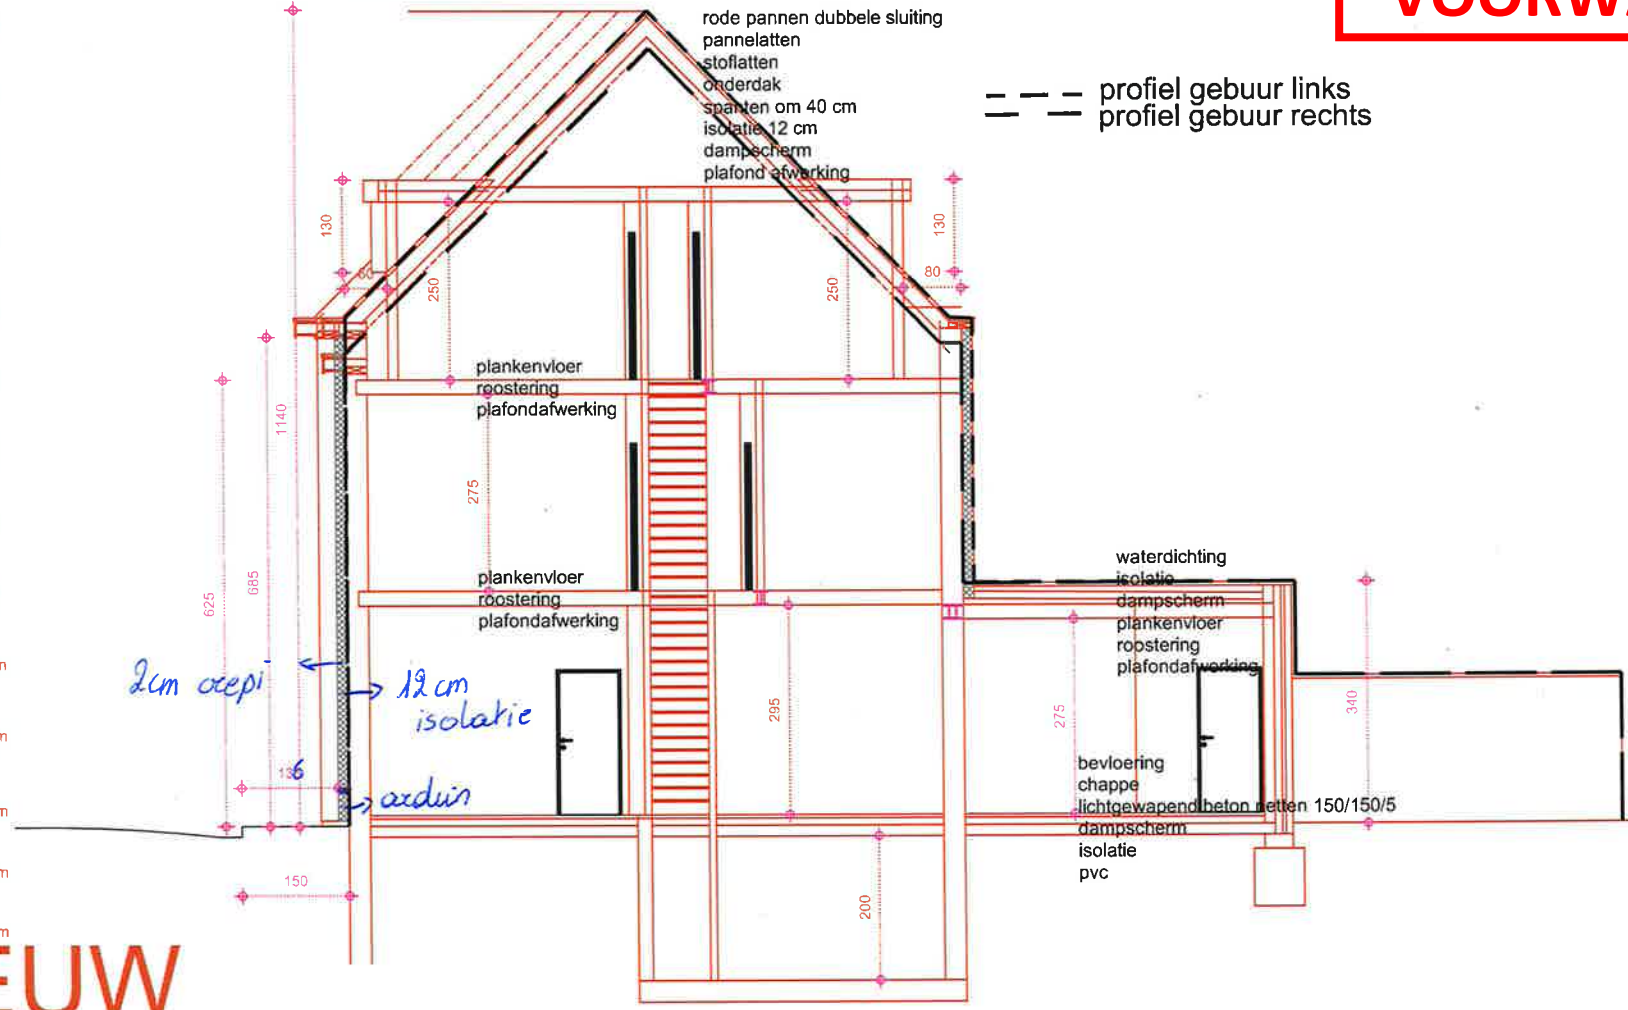 rode pannen dubbele sluiting
pannelatten
stoflatten
onderdak
spanten om 40 cm
isolatie 12 cm
dampscherm
plafond afwerking
profiel gebuur links
profiel gebuur rechts
130
60
250
250
130
80
1140
plankenvloer
roostering
plafondafwerking
275
685
625
plankenvloer
roostering
plafondafwerking
waterdichting
isolatie
dampscherm
plankenvloer
roostering
plafondafwerking
2cm crepi
12 cm
isolatie
295
275
340
136
arduin
bevloering
chappe
lichtgewapend beton netten 150/150/5
dampscherm
isolatie
pvc
150
200